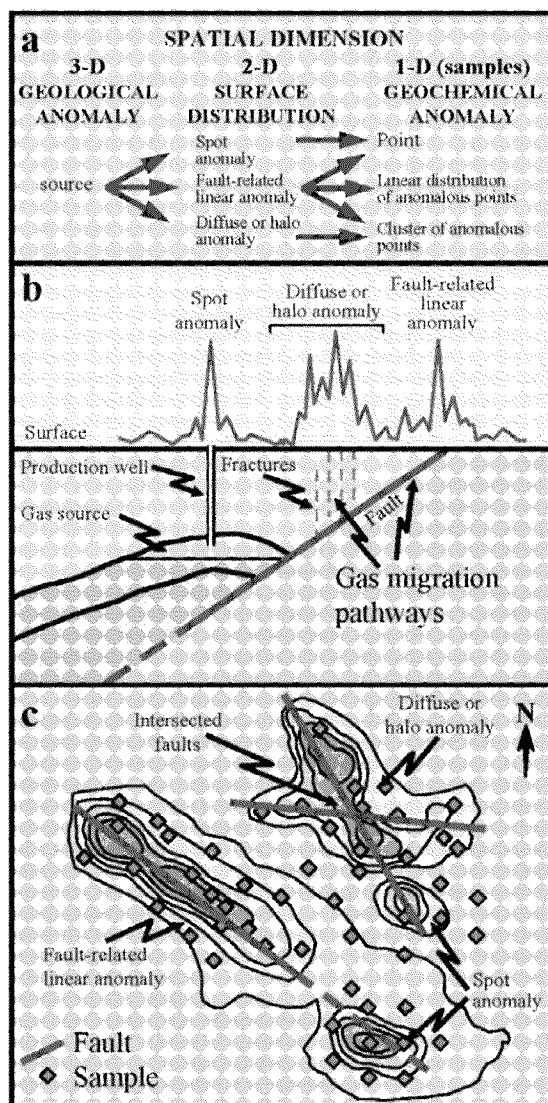 a
SPATIAL DIMENSION
3-D
2-D
1-D (samples)
GEOLOGICAL
SURFACE
GEOCHEMICAL
ANOMALY
DISTRIBUTION
ANOMALY
source
Spot
anomaly
Point
Fault-related
linear anomaly
Linear distribution
of anomalous points
Diffuse or halo
anomaly
Cluster of anomalous
points
b
Spot
anomaly
Diffuse or
halo anomaly
Fault-related
linear
anomaly
Surface
Production well
Fractures
Gas source
Fault
Gas migration
pathways
c
Intersected
faults
Diffuse or
halo anomaly
N
Fault-related
linear anomaly
Spot
anomaly
Fault
Sample